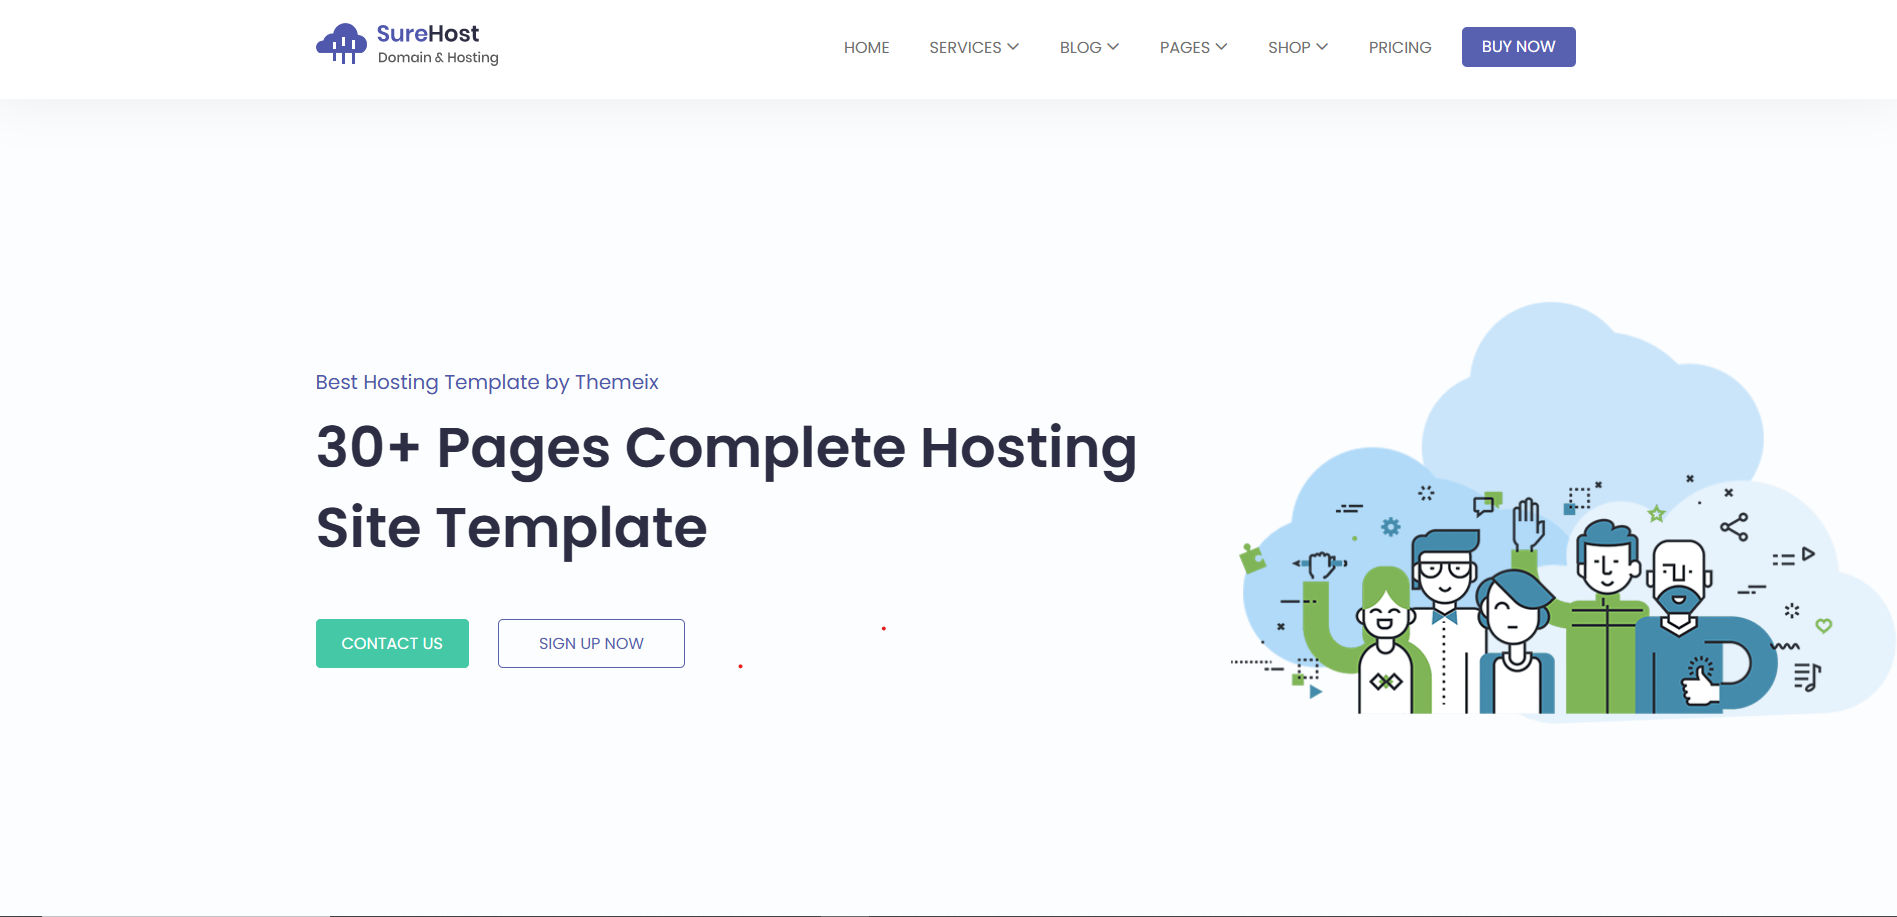 SureHost
Domain & Hosting
HOME SERVICES BLOG PAGES SHOP PRICING BUY NOW
Best Hosting Template by Themeix
30+ Pages Complete Hosting
Site Template
CONTACT US SIGN UP NOW